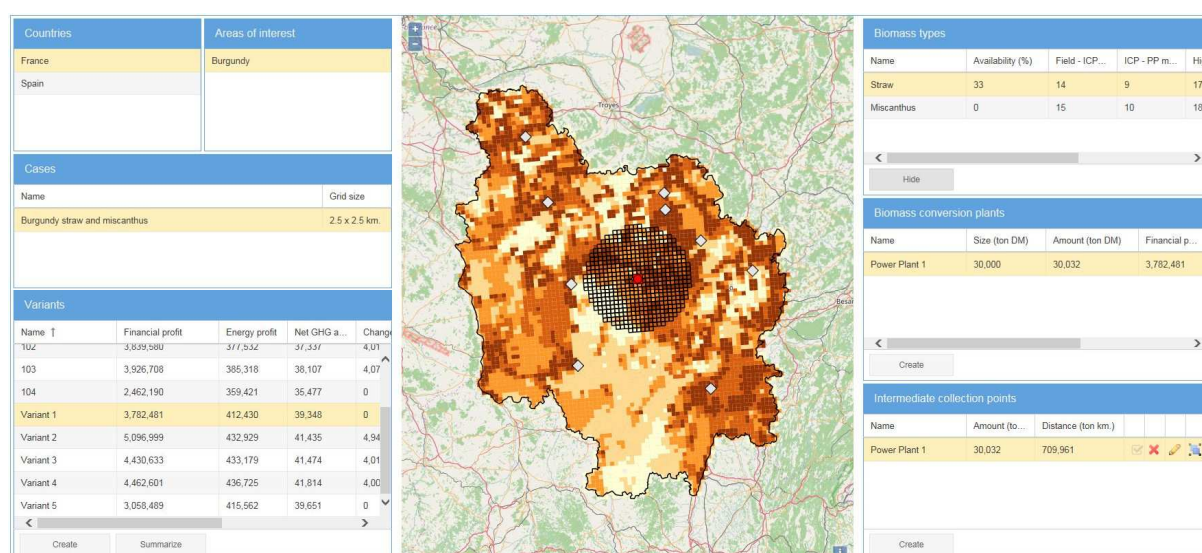 Countries
France
Spain
Areas of interest
Burgundy
Cases
Name Grid size
Burgundy straw and miscanthus 2.5 x 2.5 km.
Variants
Name ↑ Financial profit Energy profit Net GHG a... Change
102 3,839,580 377,532 37,337 4,01
103 3,926,708 385,318 38,107 4,07
104 2,462,190 359,421 35,477 0
Variant 1 3,782,481 412,430 39,348 0
Variant 2 5,096,999 432,929 41,435 4,94
Variant 3 4,430,633 433,179 41,474 4,01
Variant 4 4,462,601 436,725 41,814 4,00
Variant 5 3,058,489 415,562 39,651 0
Create Summarize
+
−
Troyes
Besa
i
Biomass types
Name Availability (%) Field - ICP... ICP - PP m... Hi
Straw 33 14 9 17
Miscanthus 0 15 10 18
Hide
Biomass conversion plants
Name Size (ton DM) Amount (ton DM) Financial p...
Power Plant 1 30,000 30,032 3,782,481
Create
Intermediate collection points
Name Amount (to... Distance (ton km.)
Power Plant 1 30,032 709,961
Create